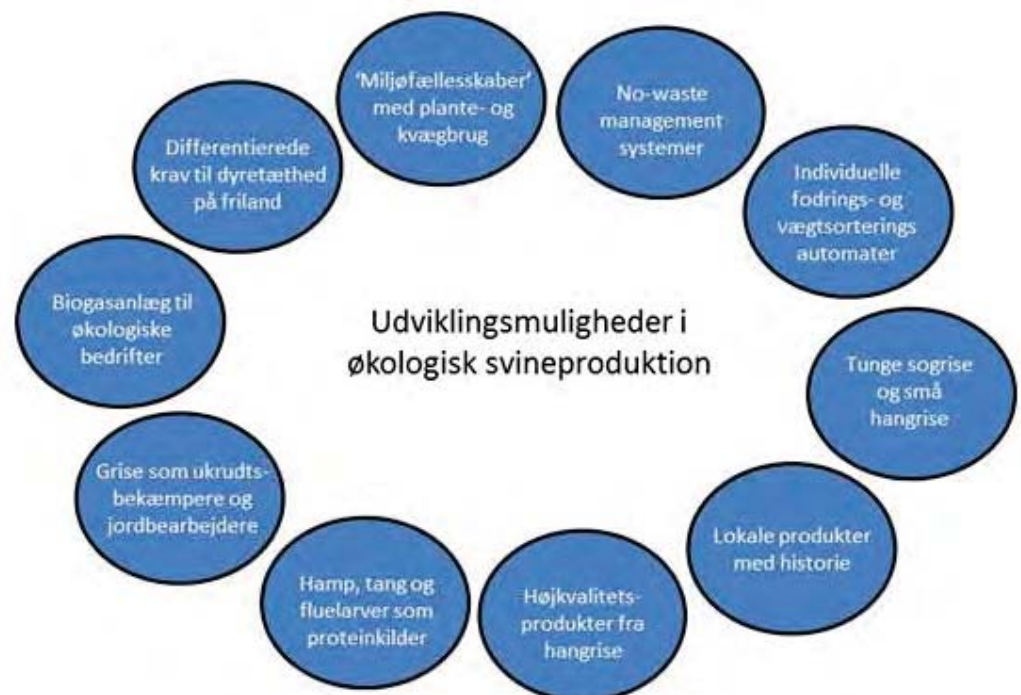 Udviklingsmuligheder i
økologisk svineproduktion
'Miljøfællesskaber'
med plante- og
kvægbrug
No-waste
management
systemer
Individuelle
fodrings- og
vægtsorterings
automater
Tunge sogrise
og små
hangrise
Lokale produkter
med historie
Højkvalitets-
produkter fra
hangrise
Hamp, tang og
fluelarver som
proteinkilder
Grise som ukrudts-
bekæmpere og
jordbearbejdere
Biogasanlæg til
økologiske
bedrifter
Differentierede
krav til dyretæthed
på friland